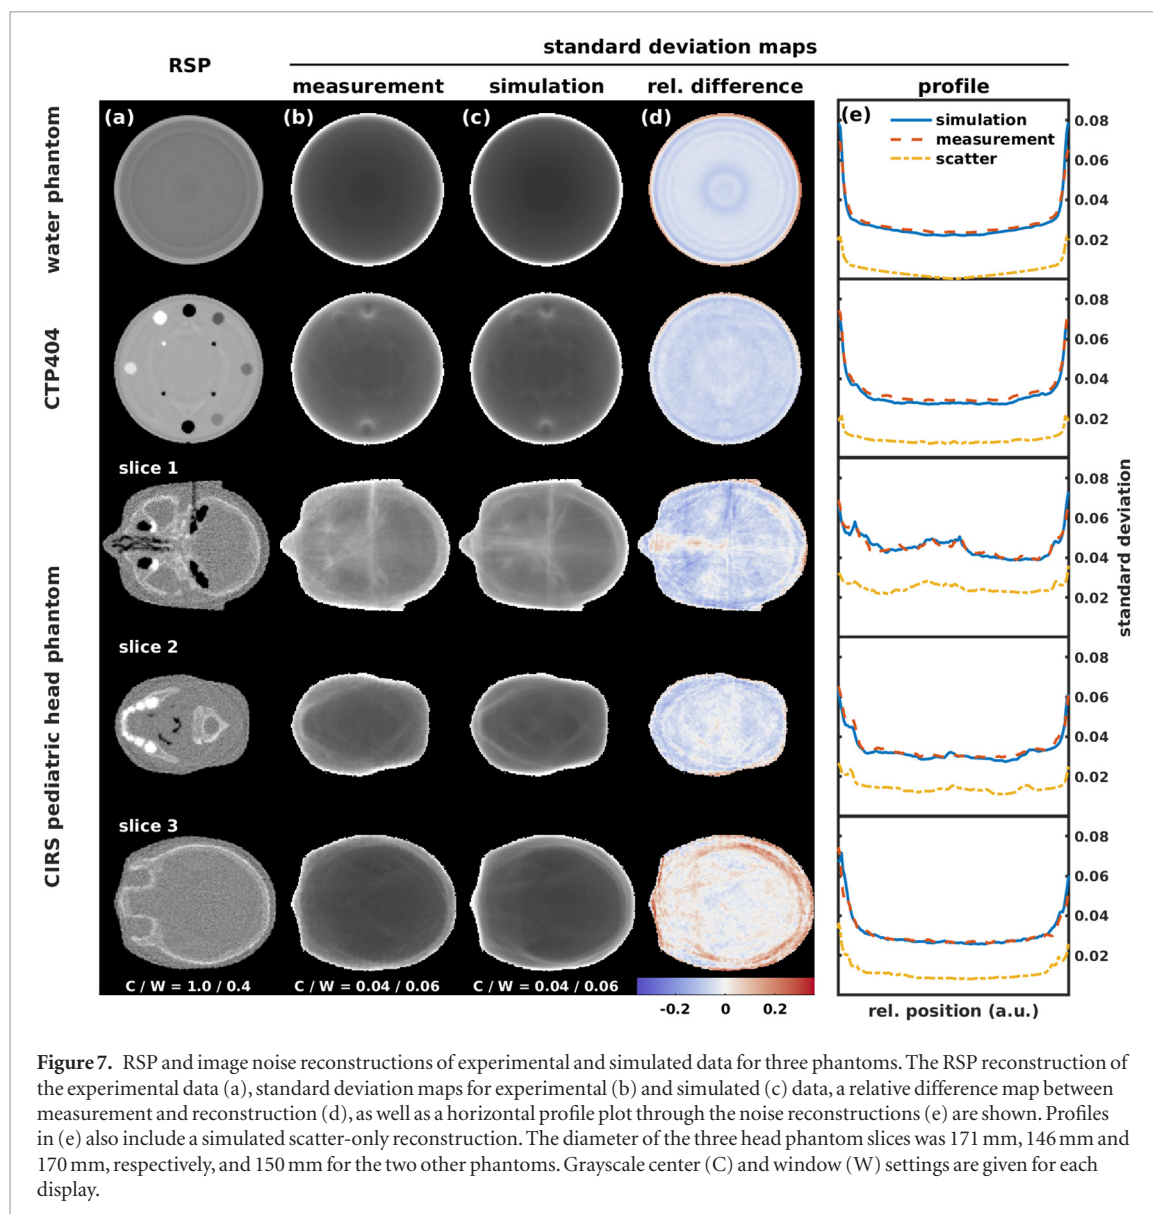 standard deviation maps
RSP
measurement
simulation
rel. difference
profile
water phantom
(a)
(b)
(c)
(d)
(e)
simulation
measurement
scatter
0.08
0.06
0.04
0.02
CTP404
0.08
0.06
0.04
0.02
CIRS pediatric head phantom
slice 1
0.08
0.06
0.04
0.02
standard deviation
slice 2
0.08
0.06
0.04
0.02
slice 3
0.08
0.06
0.04
0.02
C / W = 1.0 / 0.4
C / W = 0.04 / 0.06
C / W = 0.04 / 0.06
-0.2
0
0.2
rel. position (a.u.)
Figure 7. RSP and image noise reconstructions of experimental and simulated data for three phantoms. The RSP reconstruction of
the experimental data (a), standard deviation maps for experimental (b) and simulated (c) data, a relative difference map between
measurement and reconstruction (d), as well as a horizontal profile plot through the noise reconstructions (e) are shown. Profiles
in (e) also include a simulated scatter-only reconstruction. The diameter of the three head phantom slices was 171 mm, 146 mm and
170 mm, respectively, and 150 mm for the two other phantoms. Grayscale center (C) and window (W) settings are given for each
display.